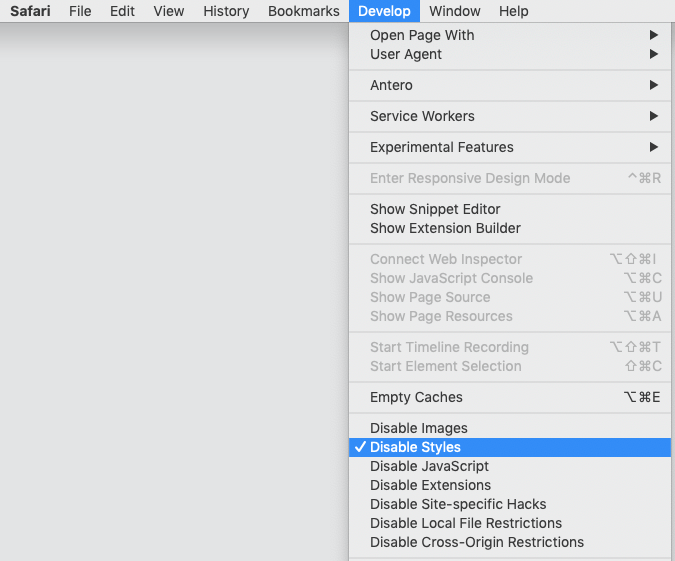 Safari File Edit View History Bookmarks Develop Window Help
Open Page With ▶
User Agent ▶
Antero ▶
Service Workers ▶
Experimental Features ▶
Enter Responsive Design Mode ^⌘R
Show Snippet Editor
Show Extension Builder
Connect Web Inspector ⌥⇧⌘I
Show JavaScript Console ⌥⌘C
Show Page Source ⌥⌘U
Show Page Resources ⌥⌘A
Start Timeline Recording ⌥⇧⌘T
Start Element Selection ⇧⌘C
Empty Caches ⌥⌘E
Disable Images
✓ Disable Styles
Disable JavaScript
Disable Extensions
Disable Site-specific Hacks
Disable Local File Restrictions
Disable Cross-Origin Restrictions